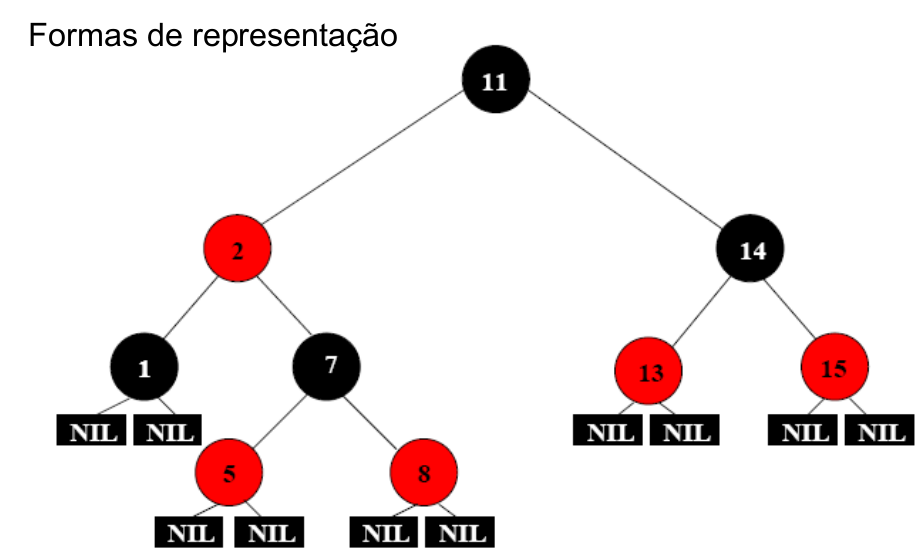 Formas de representação
11
2
14
1
7
13
15
NIL NIL
NIL NIL
NIL NIL
5
8
NIL NIL
NIL NIL